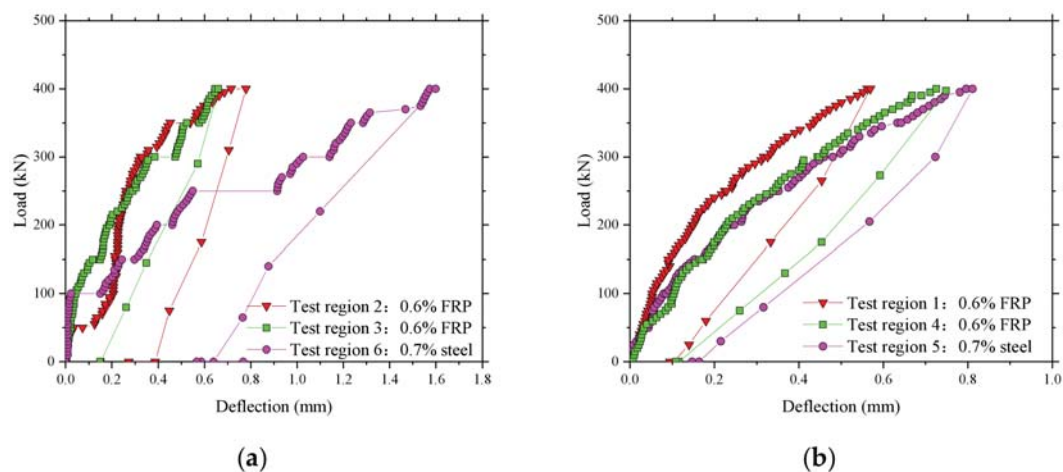 500
400
300
200
100
0
Load (kN)
Test region 2： 0.6% FRP
Test region 3： 0.6% FRP
Test region 6： 0.7% steel
0.0 0.2 0.4 0.6 0.8 1.0 1.2 1.4 1.6 1.8
Deflection (mm)
(a)
500
400
300
200
100
0
Load (kN)
Test region 1： 0.6% FRP
Test region 4： 0.6% FRP
Test region 5： 0.7% steel
0.0 0.2 0.4 0.6 0.8 1.0
Deflection (mm)
(b)